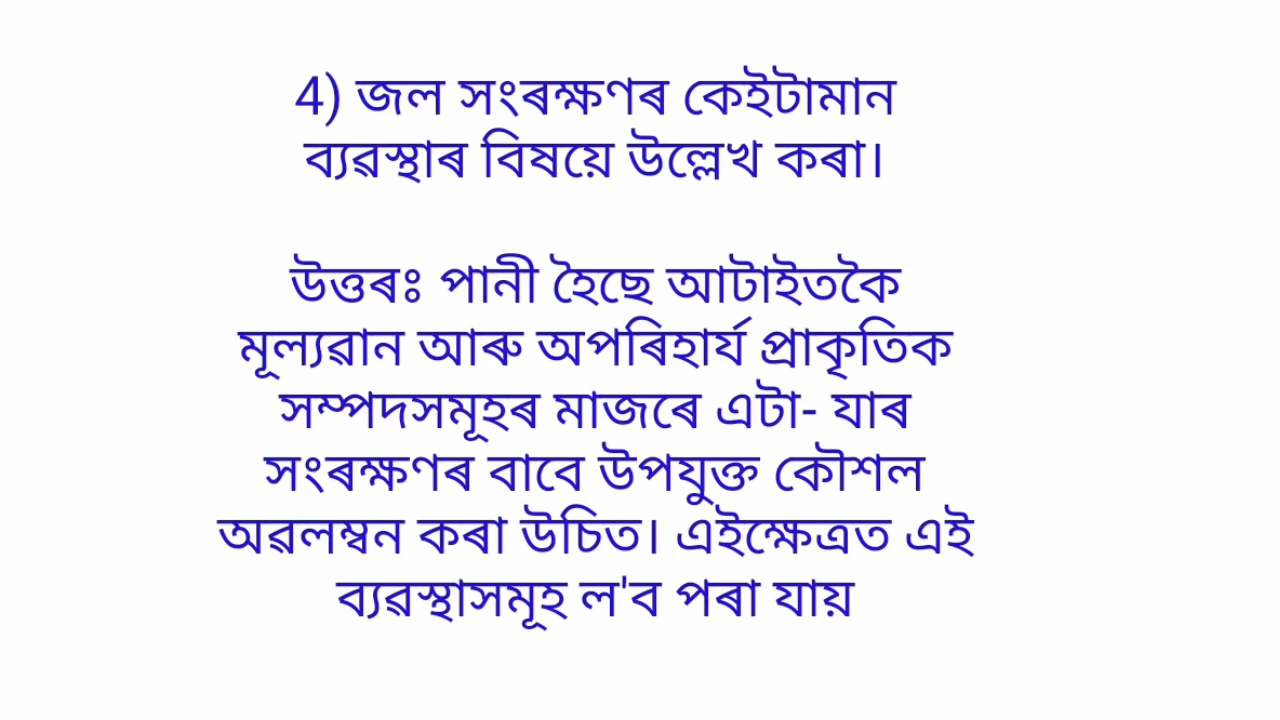 4) জল সংৰক্ষণৰ কেইটামান
ব্যৱস্থাৰ বিষয়ে উল্লেখ কৰা।
উত্তৰঃ পানী হৈছে আটাইতকৈ
মূল্যৱান আৰু অপৰিহাৰ্য প্ৰাকৃতিক
সম্পদসমূহৰ মাজৰে এটা- যাৰ
সংৰক্ষণৰ বাবে উপযুক্ত কৌশল
অৱলম্বন কৰা উচিত। এইক্ষেত্ৰত এই
ব্যৱস্থাসমূহ ল'ব পৰা যায়